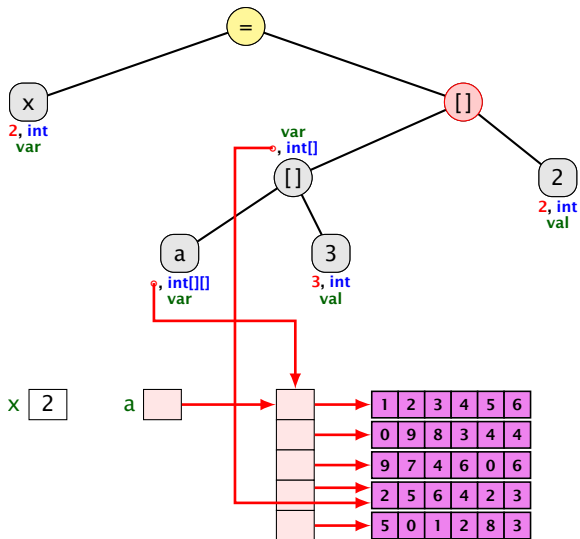 =
x
2, int
var
[]
var
, int[]
[]
2
2, int
val
a
, int[][]
var
3
3, int
val
x 2 a
1 2 3 4 5 6
0 9 8 3 4 4
9 7 4 6 0 6
2 5 6 4 2 3
5 0 1 2 8 3